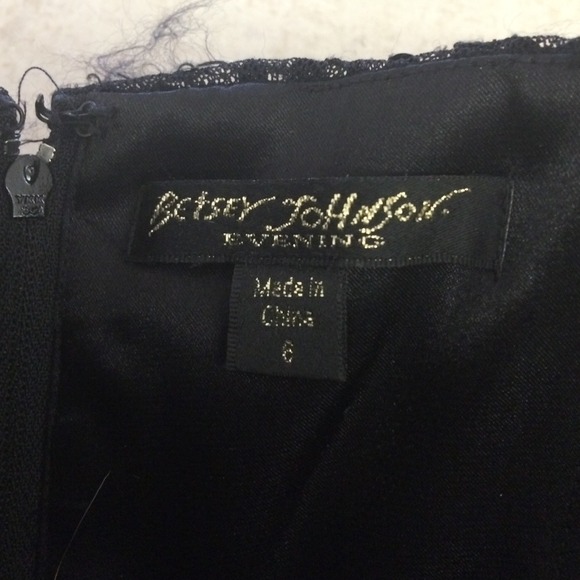 BETSEY JOHNSON.
EVENING
Made in
China
6